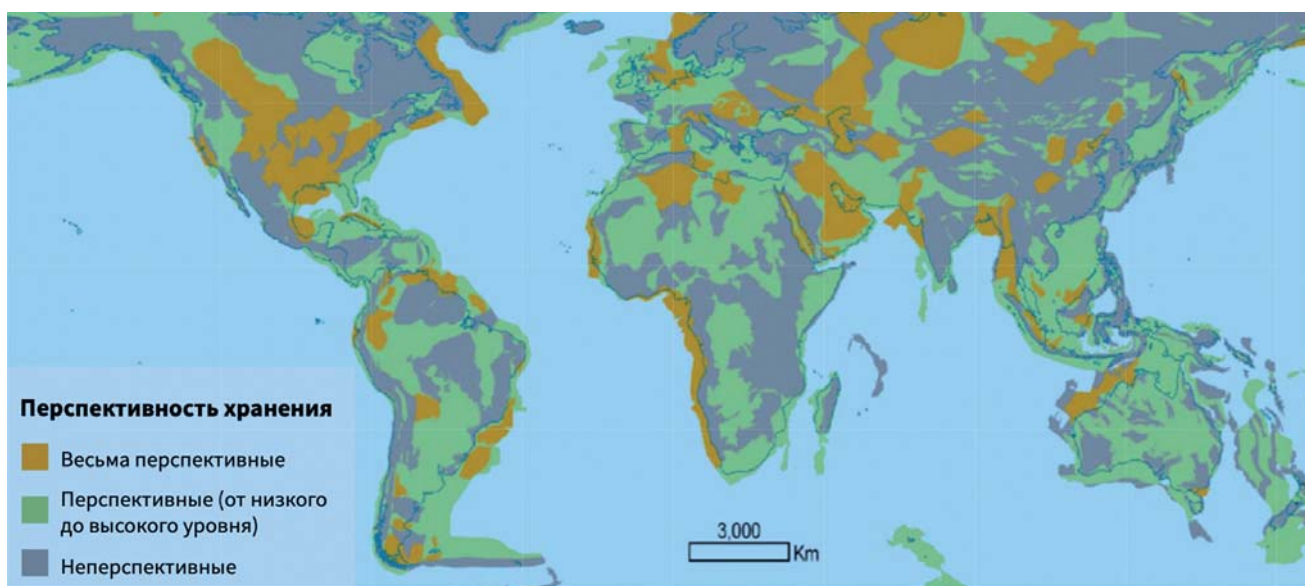 Перспективность хранения
Весьма перспективные
Перспективные (от низкого
до высокого уровня)
Неперспективные
3,000
Km